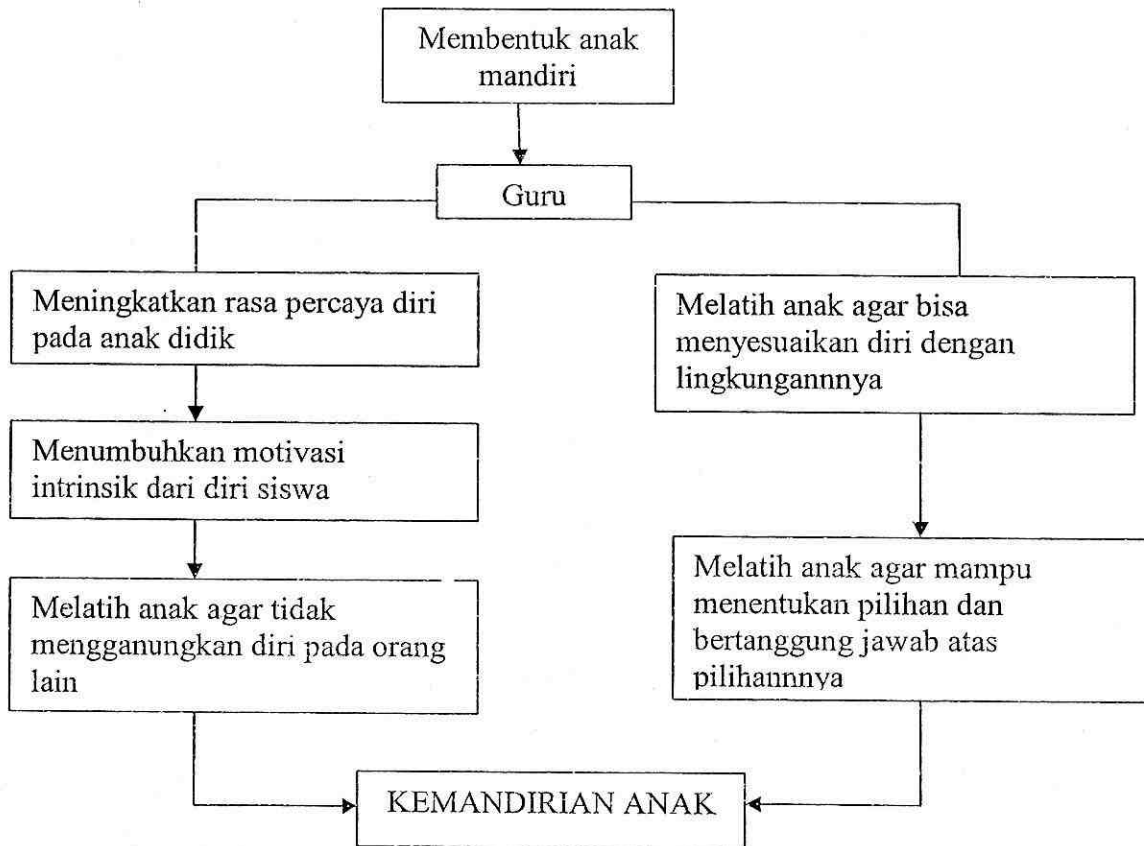 Membentuk anak
mandiri
Guru
Meningkatkan rasa percaya diri
pada anak didik
Menumbuhkan motivasi
intrinsik dari diri siswa
Melatih anak agar tidak
mengganungkan diri pada orang
lain
Melatih anak agar bisa
menyesuaikan diri dengan
lingkungannnya
Melatih anak agar mampu
menentukan pilihan dan
bertanggung jawab atas
pilihannnya
KEMANDIRIAN ANAK